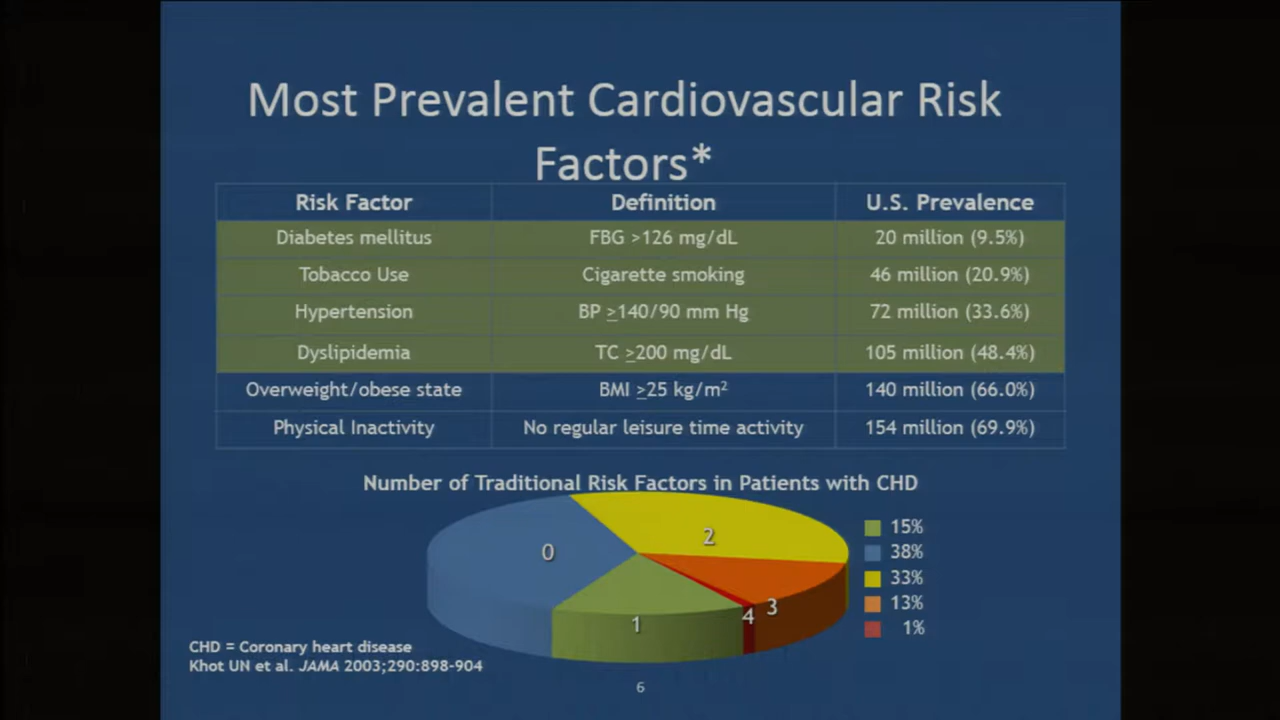 Most Prevalent Cardiovascular Risk
Factors*
Risk Factor Definition U.S. Prevalence
Diabetes mellitus FBG >126 mg/dL 20 million (9.5%)
Tobacco Use Cigarette smoking 46 million (20.9%)
Hypertension BP ≥140/90 mm Hg 72 million (33.6%)
Dyslipidemia TC ≥200 mg/dL 105 million (48.4%)
Overweight/obese state BMI ≥25 kg/m² 140 million (66.0%)
Physical Inactivity No regular leisure time activity 154 million (69.9%)
Number of Traditional Risk Factors in Patients with CHD
0
2
1
4
3
15%
38%
33%
13%
1%
CHD = Coronary heart disease
Khot UN et al. JAMA 2003;290:898-904
6